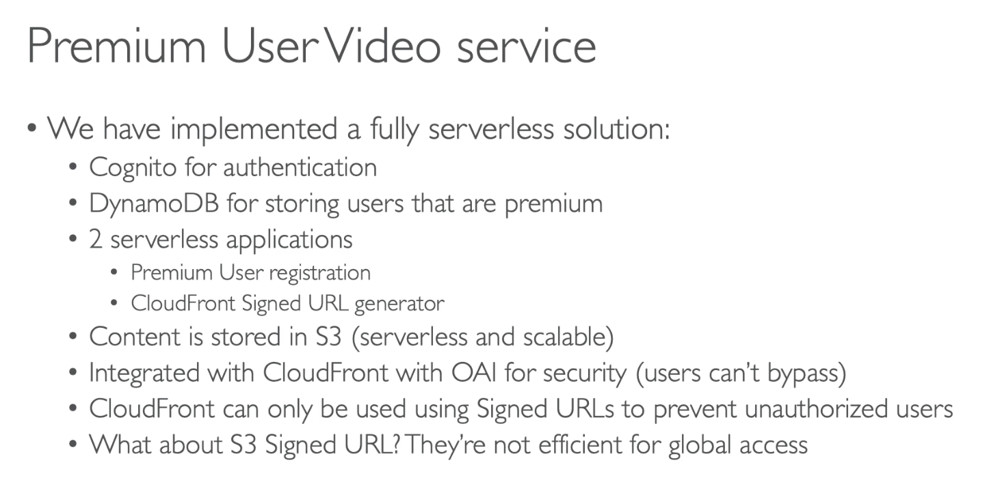 Premium User Video service
• We have implemented a fully serverless solution:
• Cognito for authentication
• DynamoDB for storing users that are premium
• 2 serverless applications
• Premium User registration
• CloudFront Signed URL generator
• Content is stored in S3 (serverless and scalable)
• Integrated with CloudFront with OAI for security (users can’t bypass)
• CloudFront can only be used using Signed URLs to prevent unauthorized users
• What about S3 Signed URL? They’re not efficient for global access